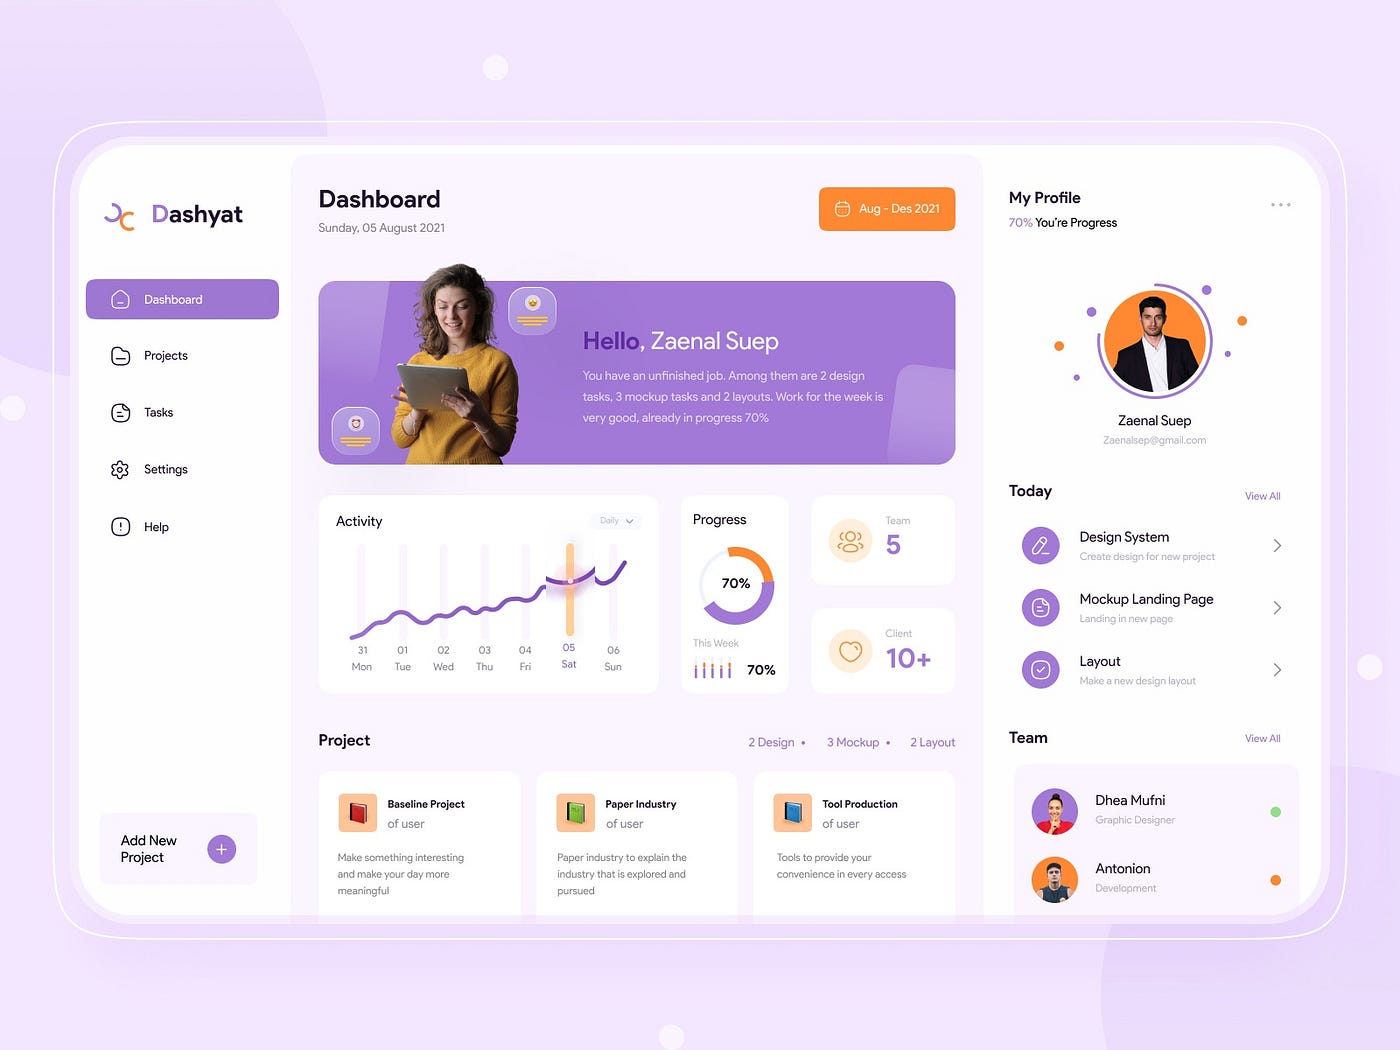 Dashyat
Dashboard
Projects
Tasks
Settings
Help
Add New
Project
Dashboard
Sunday, 05 August 2021
Aug - Des 2021
Hello, Zaenal Suep
You have an unfinished job. Among them are 2 design
tasks, 3 mockup tasks and 2 layouts. Work for the week is
very good, already in progress 70%
Activity
Daily
31 01 02 03 04 05 06
Mon Tue Wed Thu Fri Sat Sun
Progress
70%
This Week
70%
Team
5
Client
10+
Project
2 Design • 3 Mockup • 2 Layout
Baseline Project
of user
Make something interesting
and make your day more
meaningful
Paper Industry
of user
Paper industry to explain the
industry that is explored and
pursued
Tool Production
of user
Tools to provide your
convenience in every access
My Profile
70% You're Progress
Zaenal Suep
Zaenalsep@gmail.com
Today
View All
Design System
Create design for new project
Mockup Landing Page
Landing in new page
Layout
Make a new design layout
Team
View All
Dhea Mufni
Graphic Designer
Antonion
Development